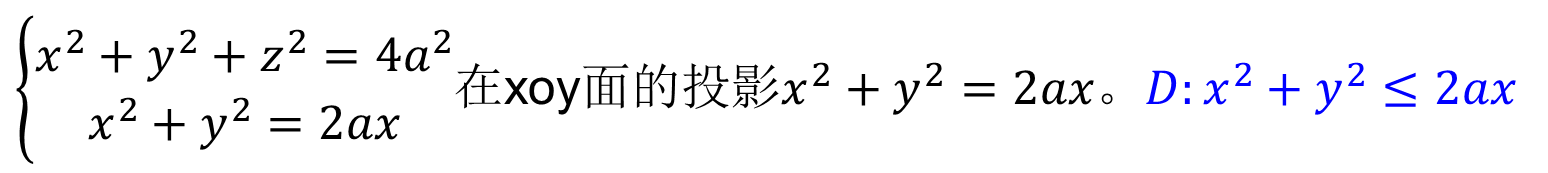 x² + y² + z² = 4a²
x² + y² = 2ax
在xoy面的投影x² + y² = 2ax。D: x² + y² ≤ 2ax